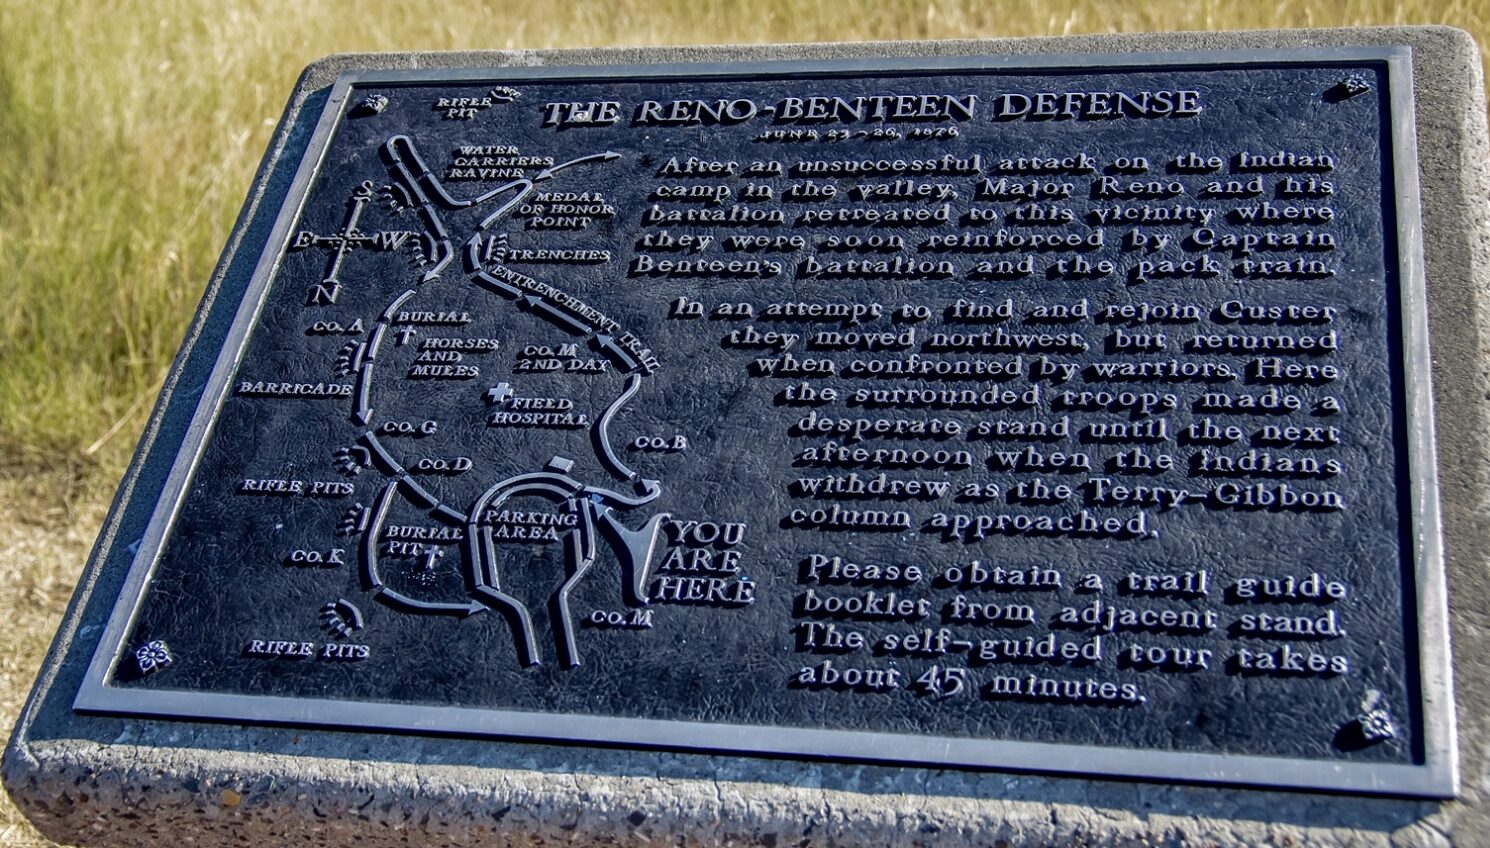 THE RENO-BENTEEN DEFENSE
JUNE 25-26, 1876
After an unsuccessful attack on the Indian
camp in the valley, Major Reno and his
battalion retreated to this vicinity where
they were soon reinforced by Captain
Benteen's battalion and the pack train.
In an attempt to find and rejoin Custer
they moved northwest, but returned
when confronted by warriors. Here
the surrounded troops made a
desperate stand until the next
afternoon when the Indians
withdrew as the Terry-Gibbon
column approached.
Please obtain a trail guide
booklet from adjacent stand.
The self-guided tour takes
about 45 minutes.
RIFLE
PIT
WATER
CARRIERS
RAVINE
MEDAL
OF HONOR
POINT
TRENCHES
ENTRENCHMENT TRAIL
S
E W
N
CO. A
BURIAL
HORSES
AND
MULES
CO. M
2ND DAY
BARRICADE
FIELD
HOSPITAL
CO. G
CO. B
CO. D
RIFLE PITS
PARKING
AREA
BURIAL
PIT
YOU
ARE
HERE
CO. K
CO. M
RIFLE PITS